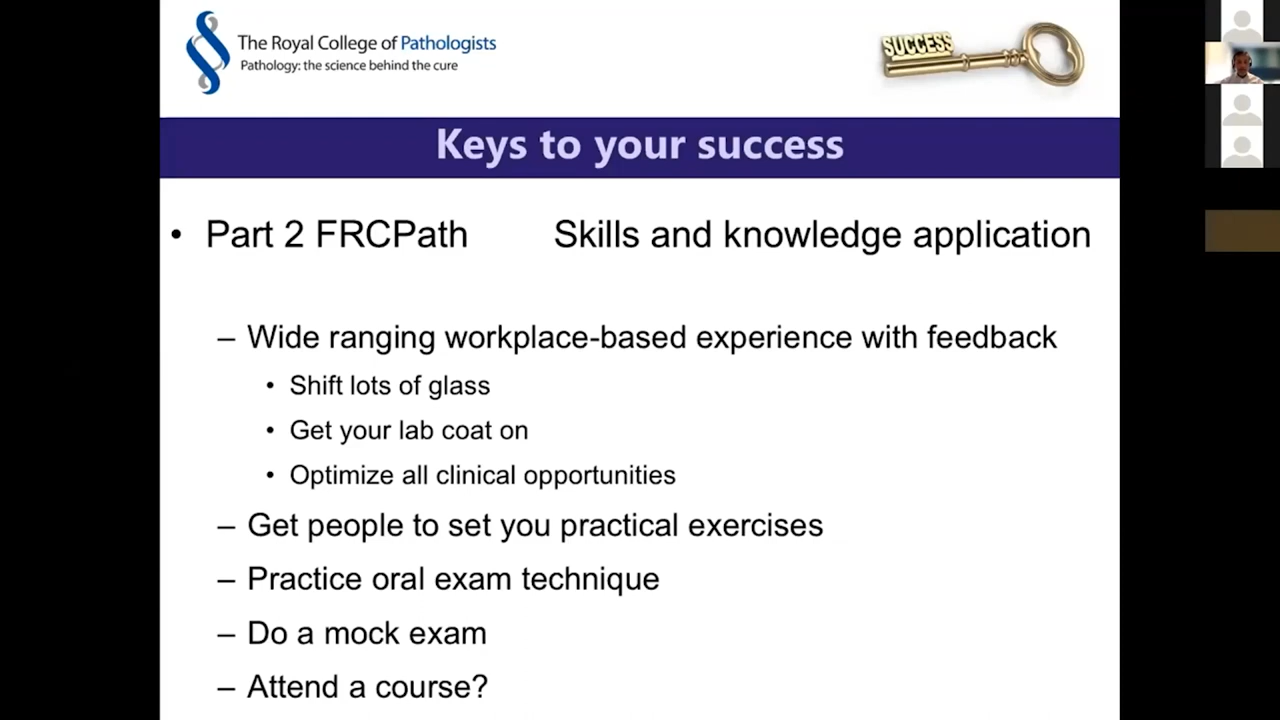 The Royal College of Pathologists
Pathology: the science behind the cure
SUCCESS
Keys to your success
• Part 2 FRCPath Skills and knowledge application
– Wide ranging workplace-based experience with feedback
• Shift lots of glass
• Get your lab coat on
• Optimize all clinical opportunities
– Get people to set you practical exercises
– Practice oral exam technique
– Do a mock exam
– Attend a course?